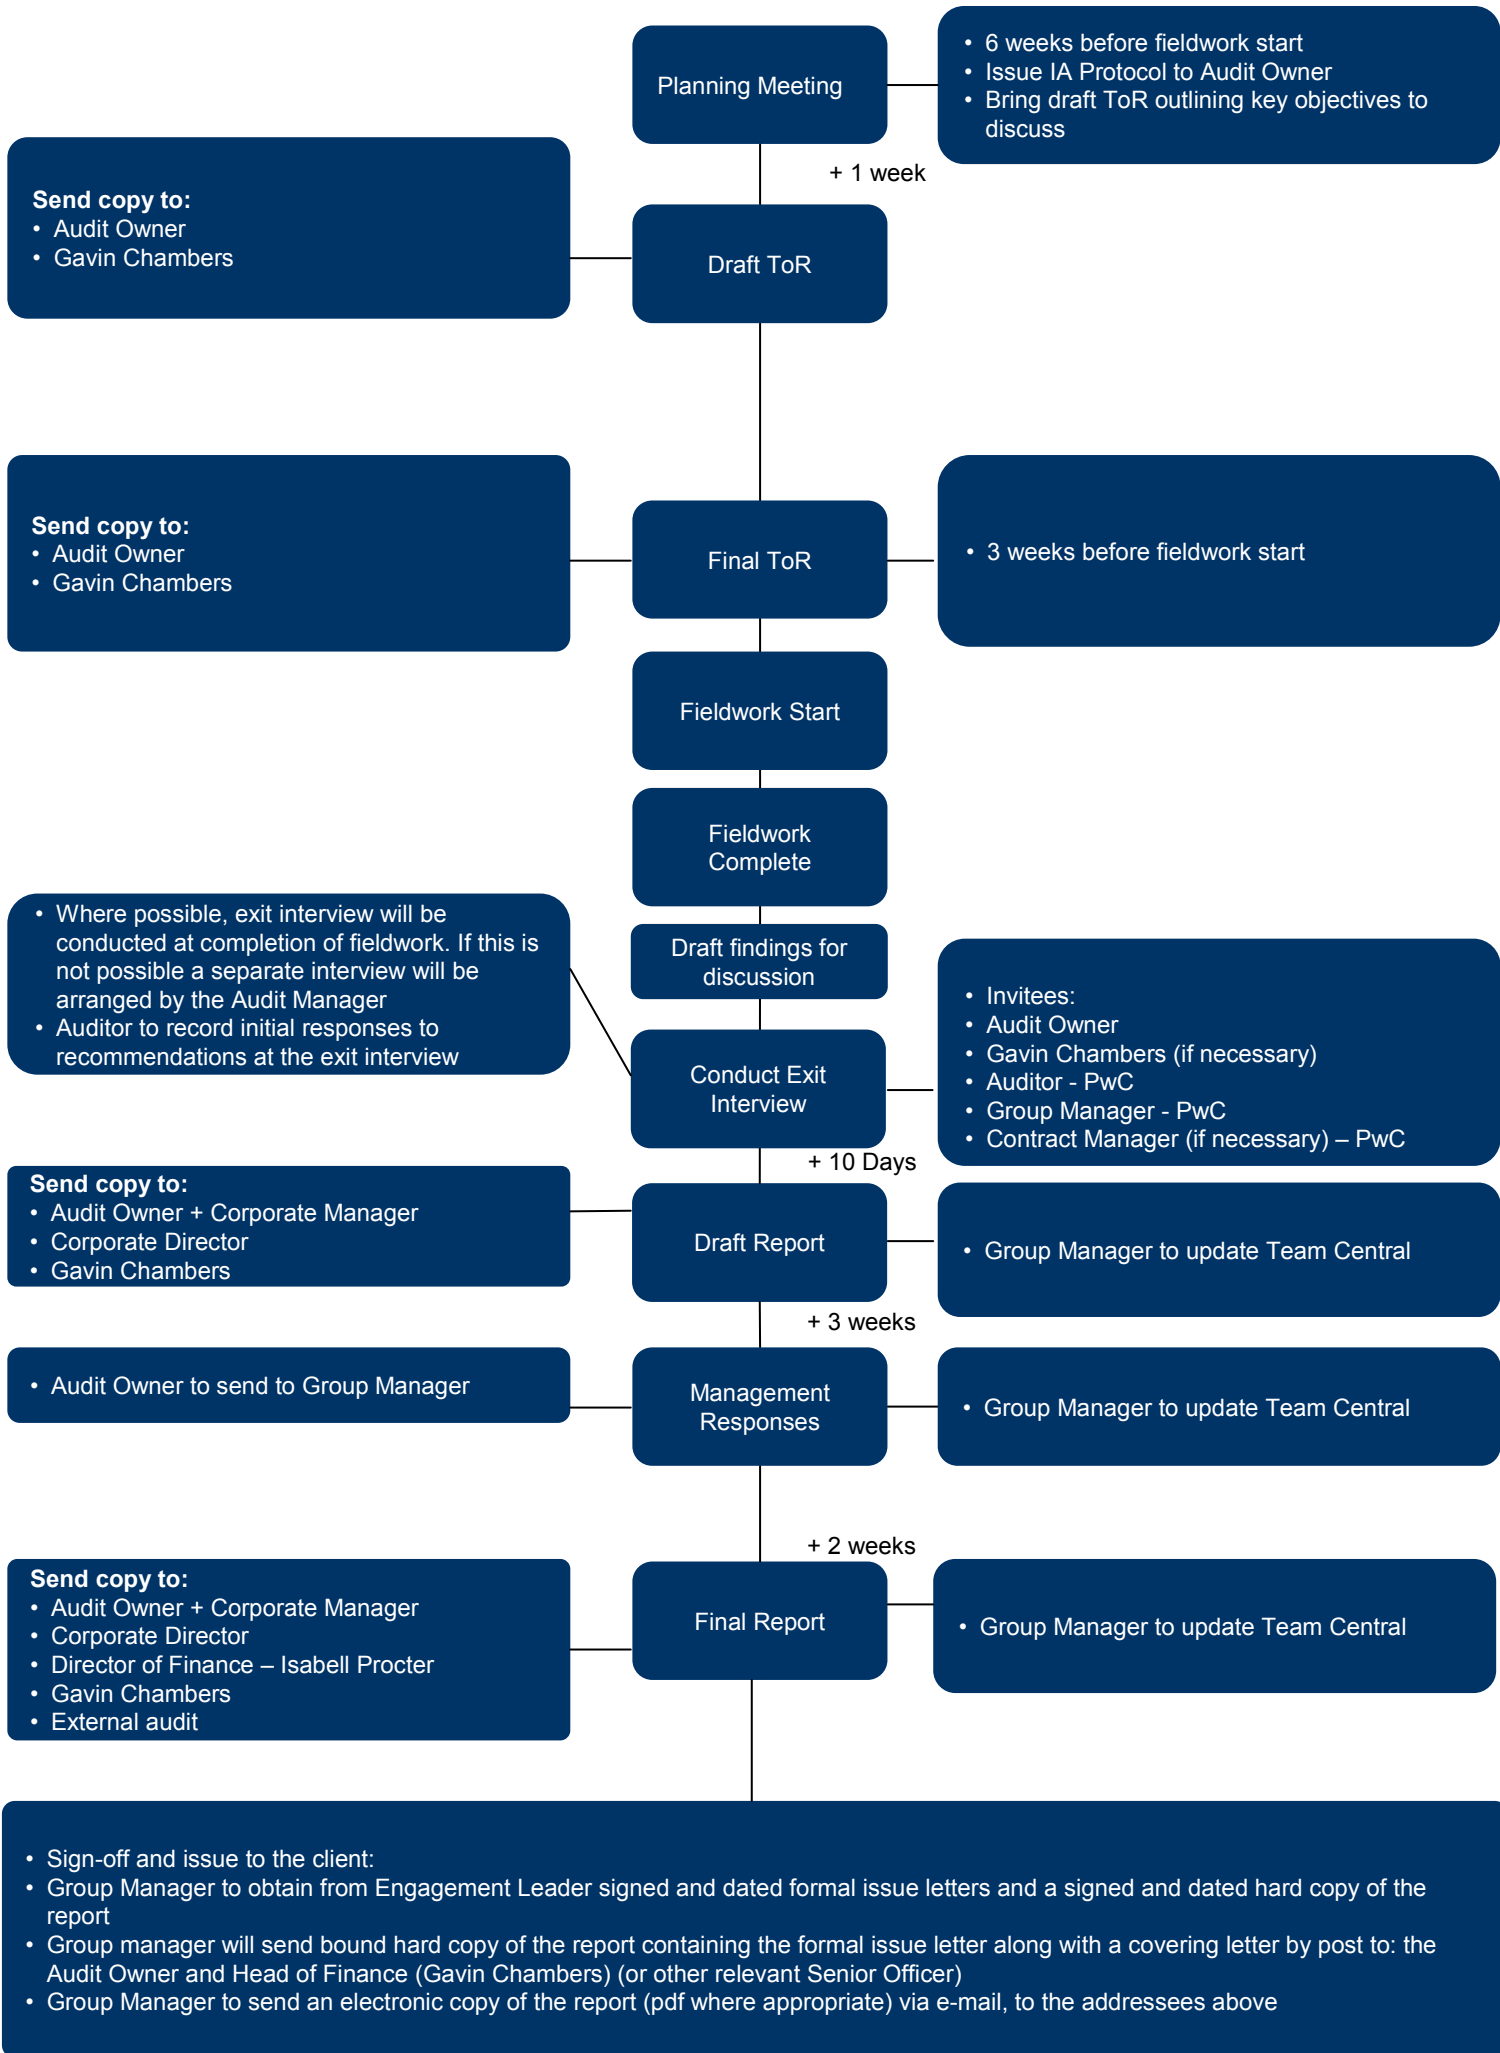 Planning Meeting
• 6 weeks before fieldwork start
• Issue IA Protocol to Audit Owner
• Bring draft ToR outlining key objectives to
discuss
+ 1 week
Send copy to:
• Audit Owner
• Gavin Chambers
Draft ToR
Send copy to:
• Audit Owner
• Gavin Chambers
Final ToR
• 3 weeks before fieldwork start
Fieldwork Start
Fieldwork
Complete
Draft findings for
discussion
• Where possible, exit interview will be
conducted at completion of fieldwork. If this is
not possible a separate interview will be
arranged by the Audit Manager
• Auditor to record initial responses to
recommendations at the exit interview
Conduct Exit
Interview
• Invitees:
• Audit Owner
• Gavin Chambers (if necessary)
• Auditor - PwC
• Group Manager - PwC
• Contract Manager (if necessary) – PwC
+ 10 Days
Send copy to:
• Audit Owner + Corporate Manager
• Corporate Director
• Gavin Chambers
Draft Report
• Group Manager to update Team Central
+ 3 weeks
• Audit Owner to send to Group Manager
Management
Responses
• Group Manager to update Team Central
+ 2 weeks
Send copy to:
• Audit Owner + Corporate Manager
• Corporate Director
• Director of Finance – Isabell Procter
• Gavin Chambers
• External audit
Final Report
• Group Manager to update Team Central
• Sign-off and issue to the client:
• Group Manager to obtain from Engagement Leader signed and dated formal issue letters and a signed and dated hard copy of the
report
• Group manager will send bound hard copy of the report containing the formal issue letter along with a covering letter by post to: the
Audit Owner and Head of Finance (Gavin Chambers) (or other relevant Senior Officer)
• Group Manager to send an electronic copy of the report (pdf where appropriate) via e-mail, to the addressees above